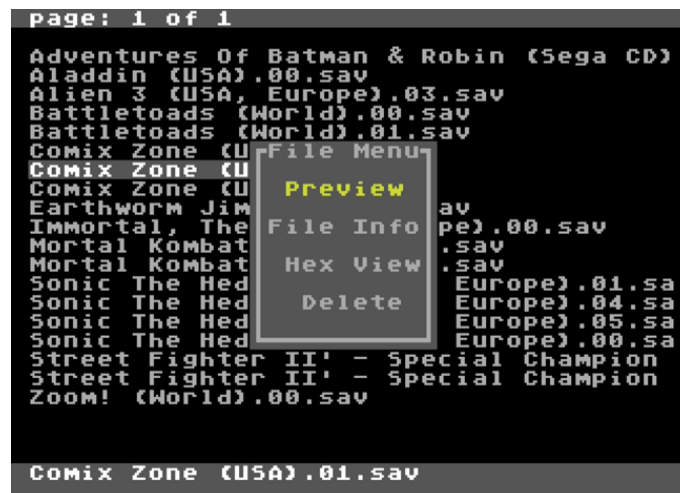 page: 1 of 1
Adventures Of Batman & Robin (Sega CD)
Aladdin (USA).00.sav
Alien 3 (USA, Europe).03.sav
Battletoads (World).00.sav
Battletoads (World).01.sav
Comix Zone (U
File Menu
Comix Zone (U
Comix Zone (U
Preview
Earthworm Jim
av
Immortal, The
File Info
pe).00.sav
Mortal Kombat
.sav
Mortal Kombat
Hex View
.sav
Sonic The Hed
Europe).01.sa
Sonic The Hed
Delete
Europe).04.sa
Sonic The Hed
Europe).05.sa
Sonic The Hed
Europe).00.sa
Street Fighter II' - Special Champion
Street Fighter II' - Special Champion
Zoom! (World).00.sav
Comix Zone (USA).01.sav